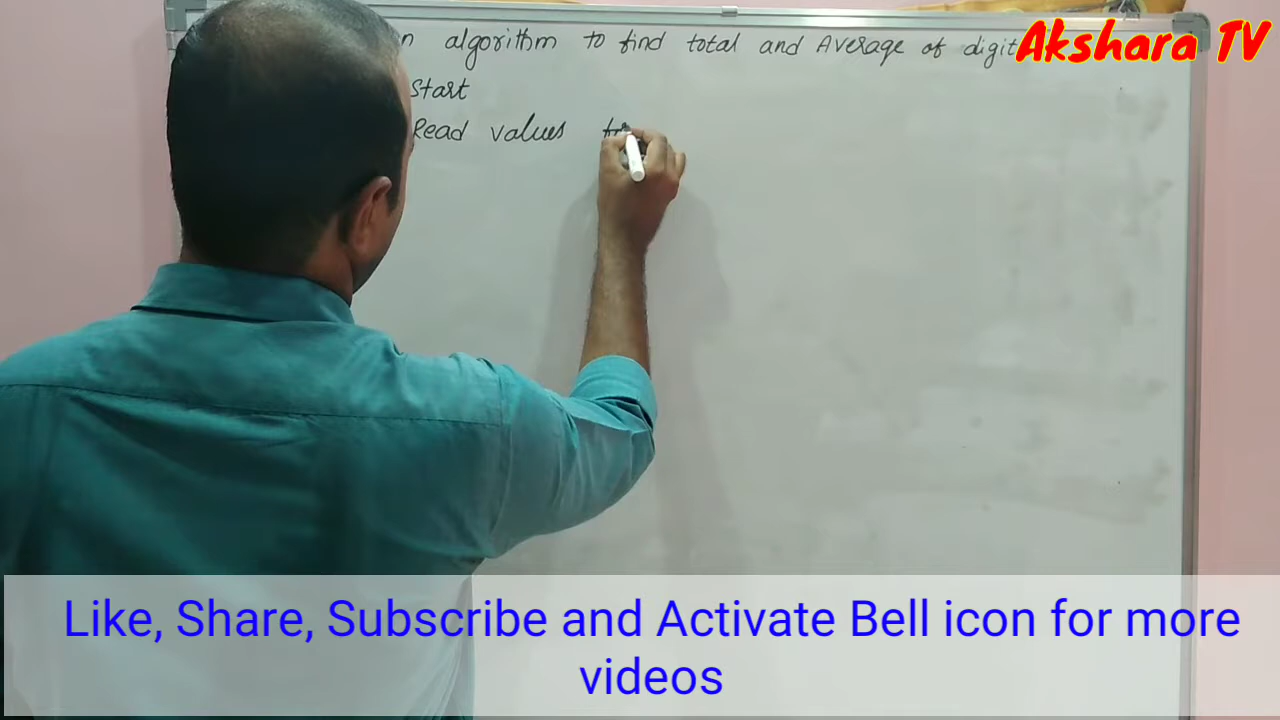 n algorithm to find total and Average of digit
Akshara TV
Start
Read values
Like, Share, Subscribe and Activate Bell icon for more
videos